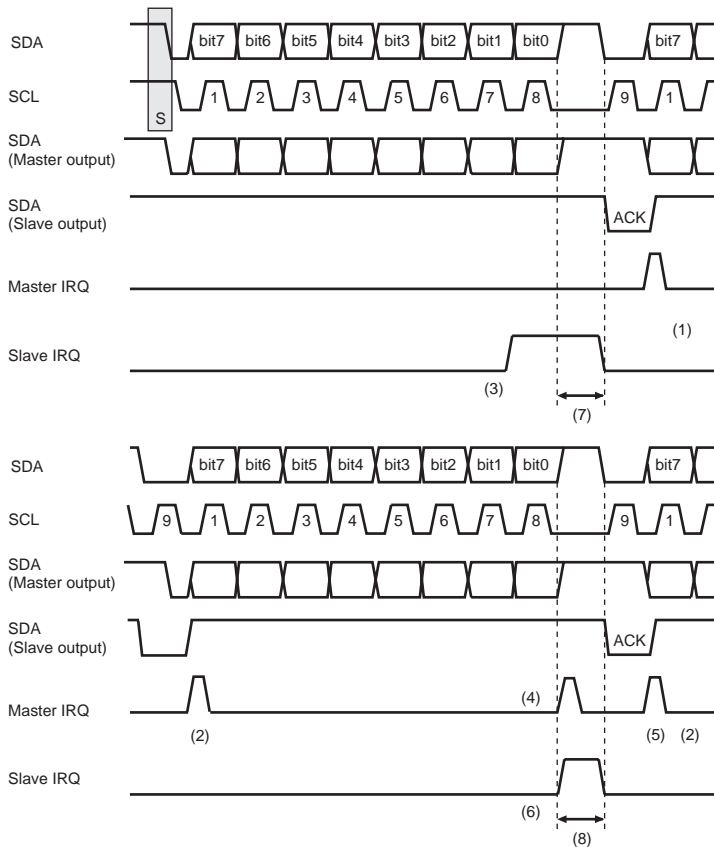 SDA bit7 bit6 bit5 bit4 bit3 bit2 bit1 bit0 bit7
SCL 1 2 3 4 5 6 7 8 9 1
S
SDA
(Master output)
SDA
(Slave output) ACK
Master IRQ
(1)
Slave IRQ
(3)
(7)
SDA bit7 bit6 bit5 bit4 bit3 bit2 bit1 bit0 bit7
SCL 9 1 2 3 4 5 6 7 8 9 1
SDA
(Master output)
SDA
(Slave output) ACK
Master IRQ (4)
(2) (5) (2)
Slave IRQ
(6)
(8)